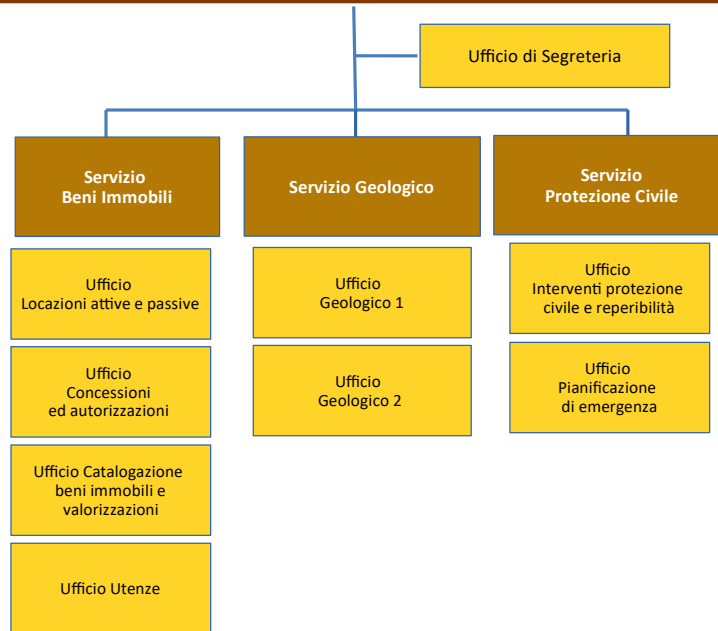 Ufficio di Segreteria
Servizio
Beni Immobili
Servizio Geologico
Servizio
Protezione Civile
Ufficio
Locazioni attive e passive
Ufficio
Concessioni
ed autorizzazioni
Ufficio Catalogazione
beni immobili e
valorizzazioni
Ufficio Utenze
Ufficio
Geologico 1
Ufficio
Geologico 2
Ufficio
Interventi protezione
civile e reperibilità
Ufficio
Pianificazione
di emergenza